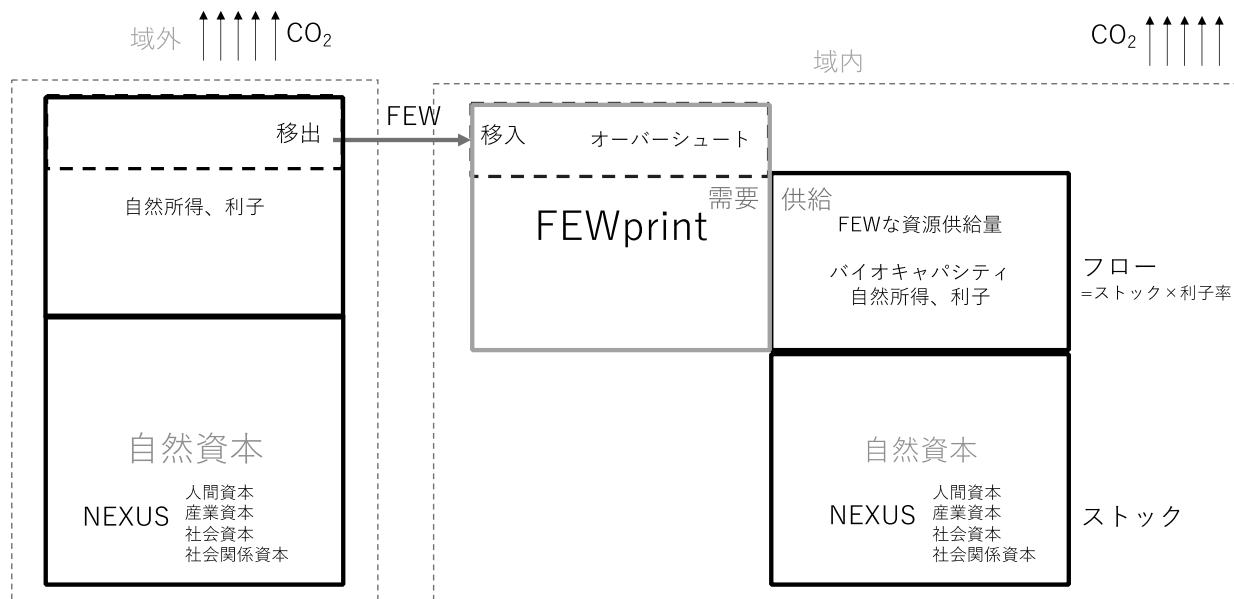 域外
CO₂
域内
CO₂
移出
FEW
移入
オーバーシュート
自然所得、利子
需要
供給
FEWprint
FEWな資源供給量
バイオキャパシティ
自然所得、利子
フロー
=ストック×利子率
自然資本
NEXUS
人間資本
産業資本
社会資本
社会関係資本
自然資本
NEXUS
人間資本
産業資本
社会資本
社会関係資本
ストック